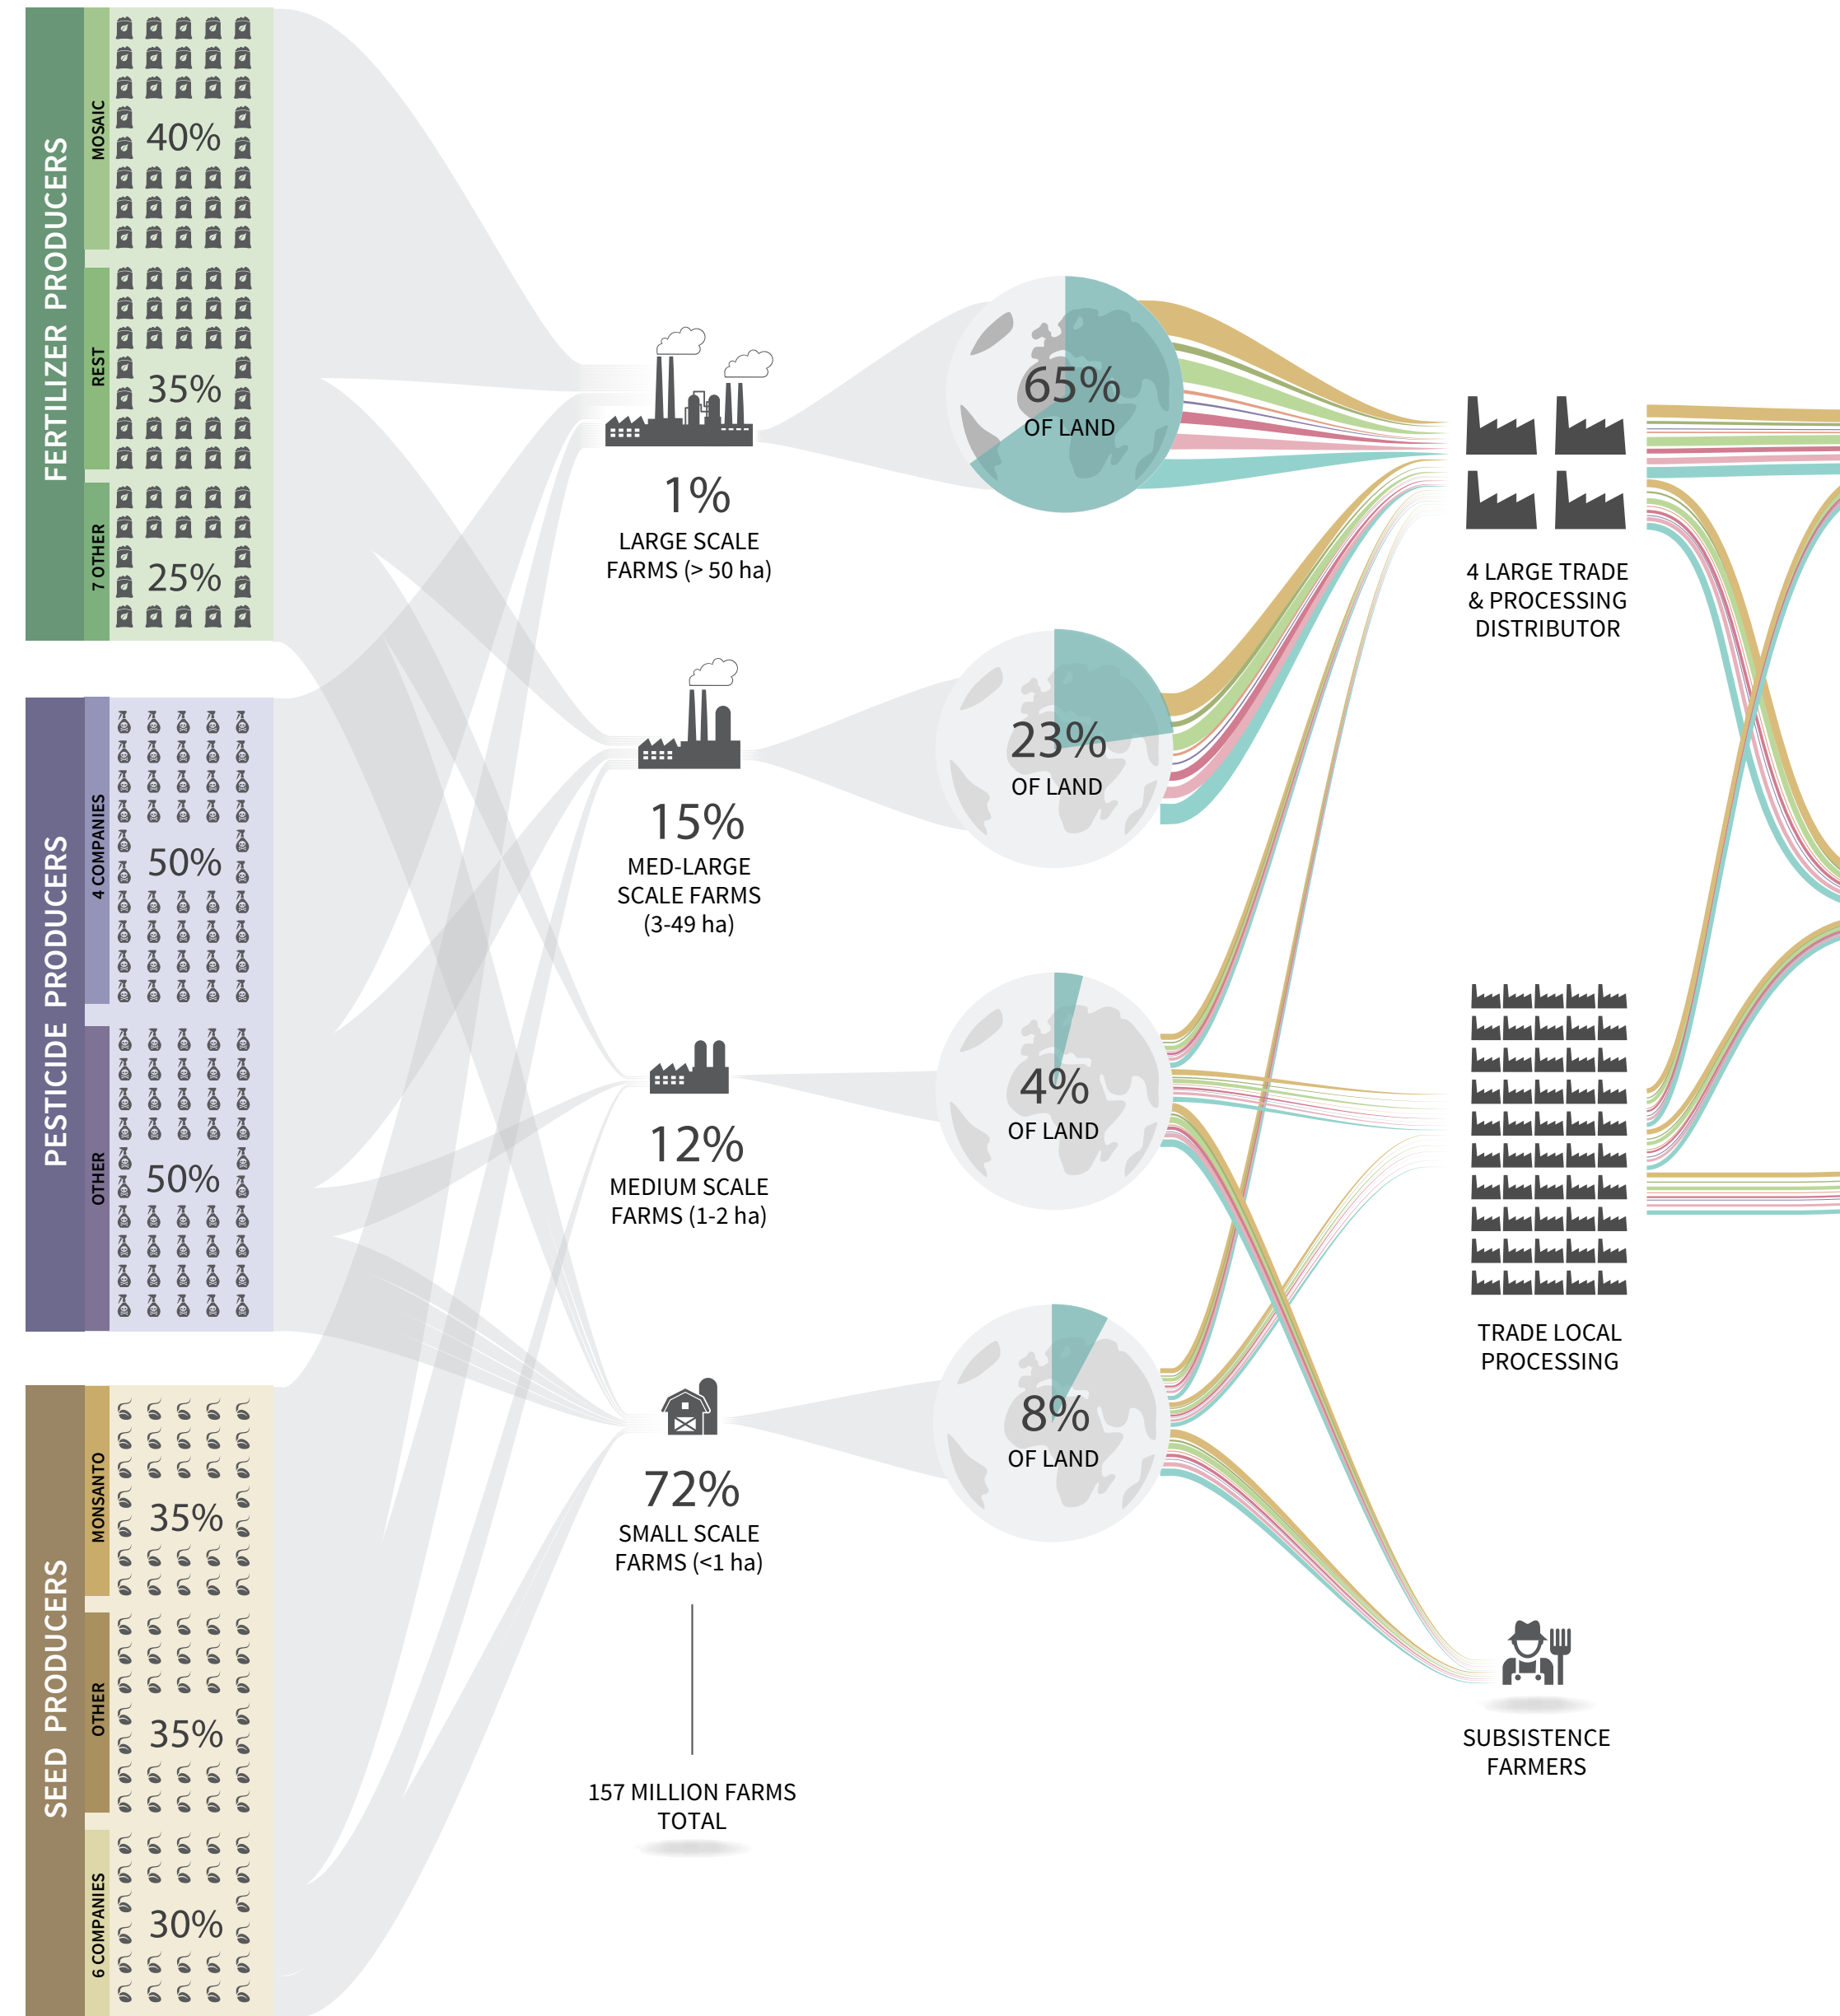 FERTILIZER PRODUCERS
MOSAIC
40%
REST
35%
7 OTHER
25%
PESTICIDE PRODUCERS
4 COMPANIES
50%
OTHER
50%
SEED PRODUCERS
MONSANTO
35%
OTHER
35%
6 COMPANIES
30%
1%
LARGE SCALE
FARMS (> 50 ha)
15%
MED-LARGE
SCALE FARMS
(3-49 ha)
12%
MEDIUM SCALE
FARMS (1-2 ha)
72%
SMALL SCALE
FARMS (<1 ha)
157 MILLION FARMS
TOTAL
65%
OF LAND
23%
OF LAND
4%
OF LAND
8%
OF LAND
4 LARGE TRADE
& PROCESSING
DISTRIBUTOR
TRADE LOCAL
PROCESSING
SUBSISTENCE
FARMERS